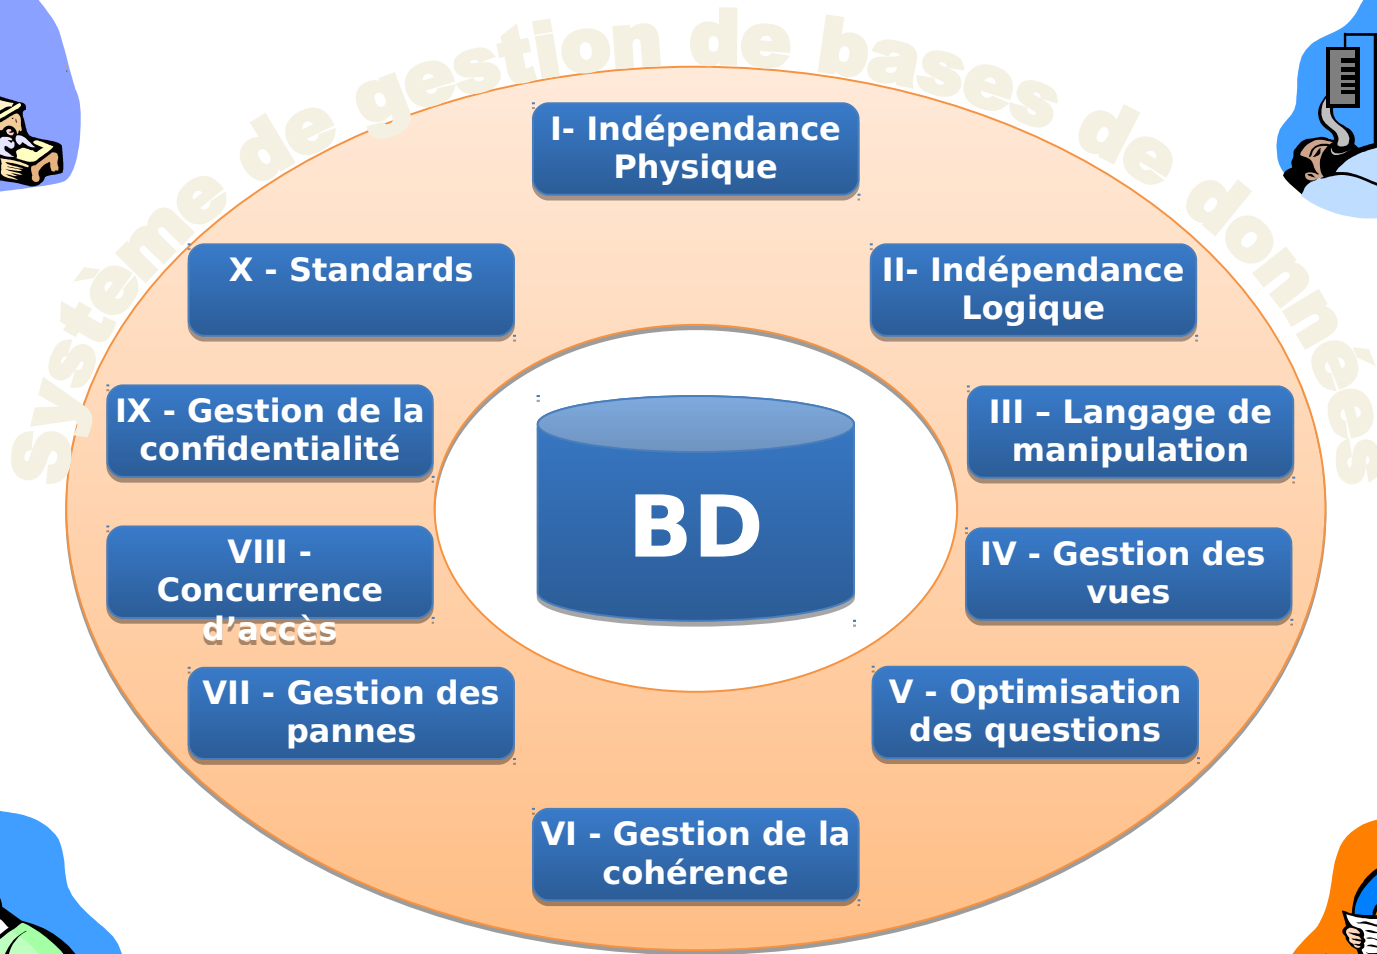 Système de gestion de bases de données
I- Indépendance
Physique
X - Standards
II- Indépendance
Logique
IX - Gestion de la
confidentialité
III – Langage de
manipulation
BD
VIII -
Concurrence
d’accès
IV - Gestion des
vues
VII - Gestion des
pannes
V - Optimisation
des questions
VI - Gestion de la
cohérence